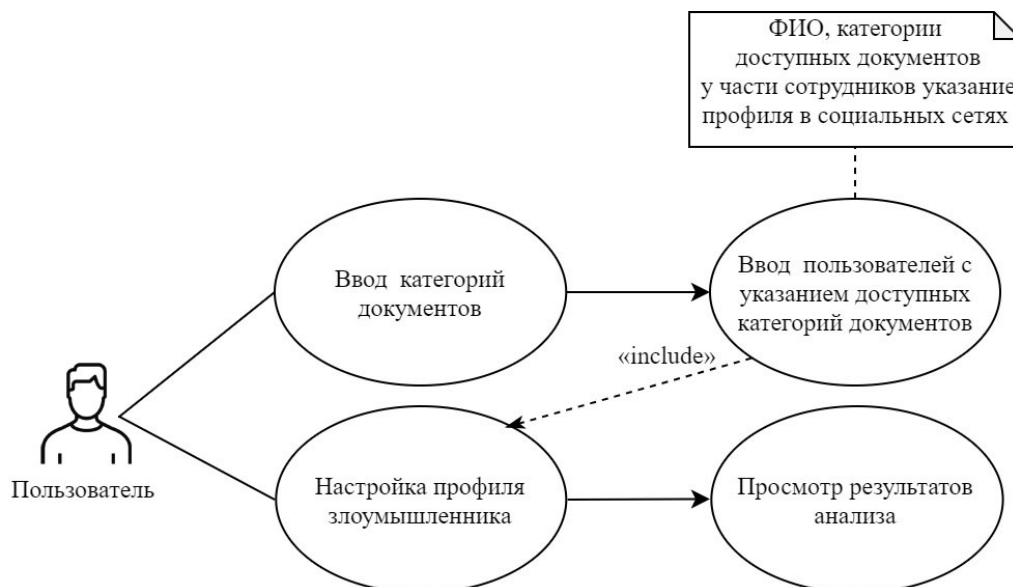 ФИО, категории
доступных документов
у части сотрудников указание
профиля в социальных сетях
Ввод категорий
документов
Ввод пользователей с
указанием доступных
категорий документов
«include»
Пользователь
Настройка профиля
злоумышленника
Просмотр результатов
анализа